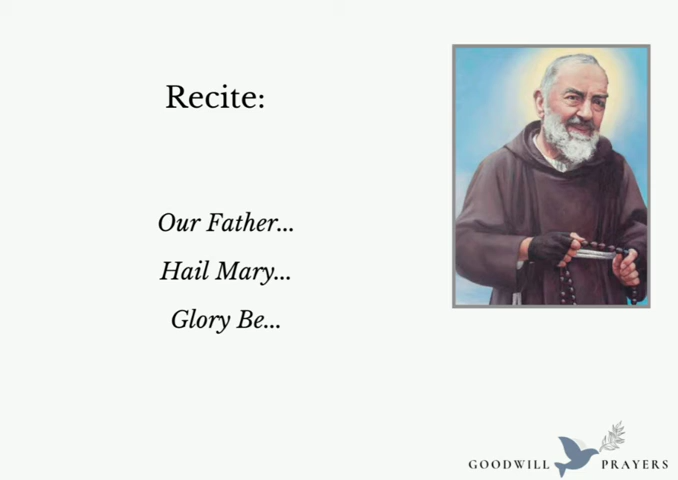 Recite:
Our Father...
Hail Mary...
Glory Be...
GOODWILL PRAYERS